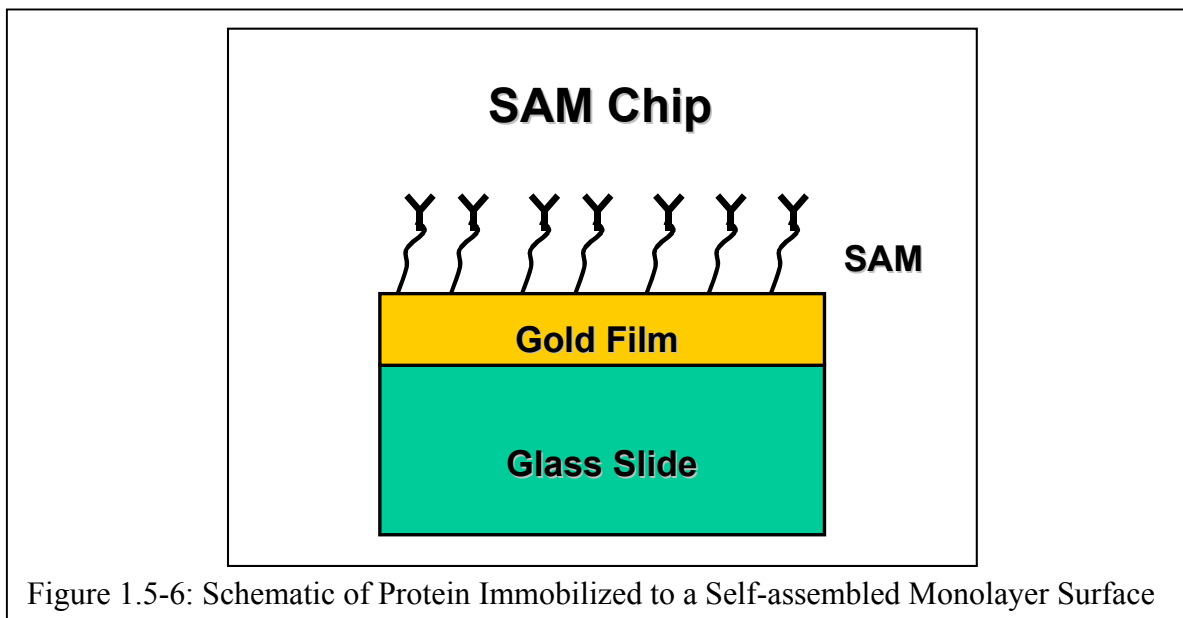 SAM Chip
SAM
Gold Film
Glass Slide
Figure 1.5-6: Schematic of Protein Immobilized to a Self-assembled Monolayer Surface